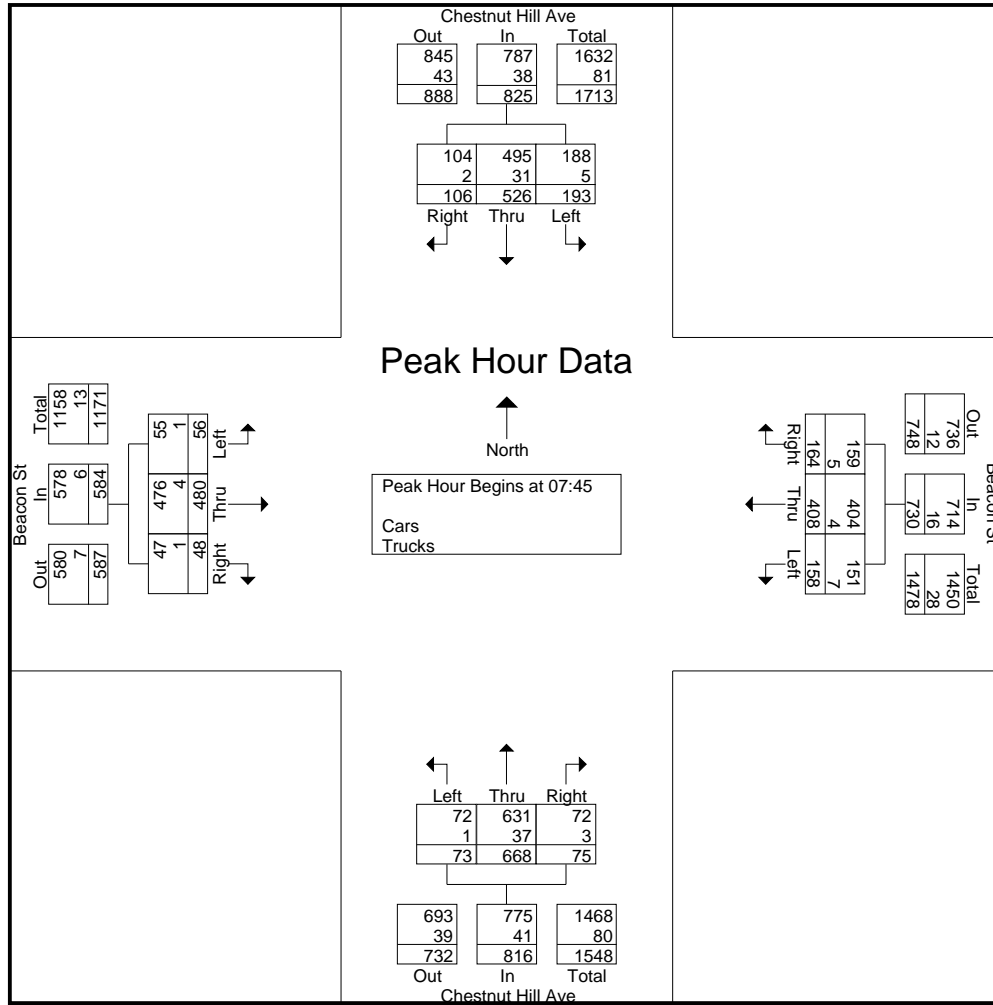 Chestnut Hill Ave
Out In Total
845 787 1632
43 38 81
888 825 1713
104 495 188
2 31 5
106 526 193
Right Thru Left
Peak Hour Data
North
Peak Hour Begins at 07:45
Cars
Trucks
Beacon St
Total In Out
1158 578 580
13 6 7
1171 584 587
55 476 47
1 4 1
56 480 48
Left Thru Right
Beacon St
Out In Total
736 714 1450
12 16 28
748 730 1478
159 404 151
5 4 7
164 408 158
Right Thru Left
Left Thru Right
72 631 72
1 37 3
73 668 75
693 775 1468
39 41 80
732 816 1548
Out In Total
Chestnut Hill Ave